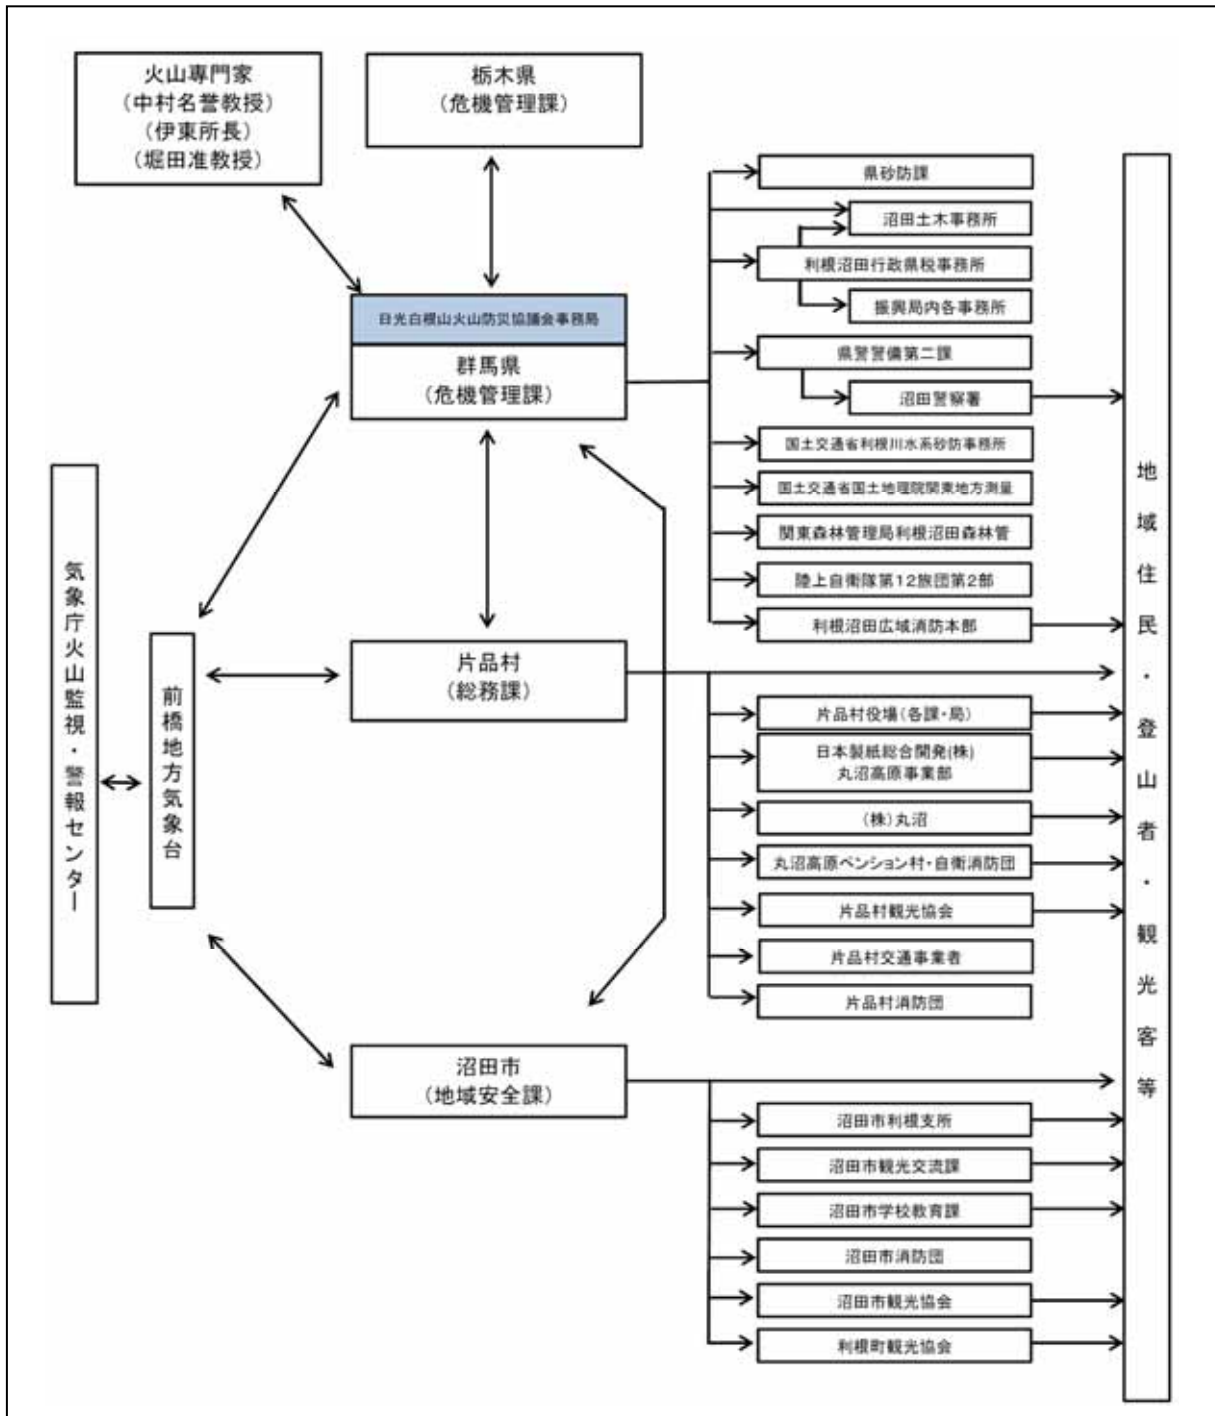 火山専門家
(中村名誉教授)
(伊東所長)
(堀田准教授)
栃木県
(危機管理課)
日光白根山火山防災協議会事務局
群馬県
(危機管理課)
気象庁火山監視・警報センター
前橋地方気象台
片品村
(総務課)
沼田市
(地域安全課)
県砂防課
沼田土木事務所
利根沼田行政県税事務所
振興局内各事務所
県警警備第二課
沼田警察署
国土交通省利根川水系砂防事務所
国土交通省国土地理院関東地方測量
関東森林管理局利根沼田森林管
陸上自衛隊第12旅団第2部
利根沼田広域消防本部
片品村役場(各課・局)
日本製紙総合開発(株)
丸沼高原事業部
(株)丸沼
丸沼高原ペンション村・自衛消防団
片品村観光協会
片品村交通事業者
片品村消防団
沼田市利根支所
沼田市観光交流課
沼田市学校教育課
沼田市消防団
沼田市観光協会
利根町観光協会
地域住民・登山者・観光客等